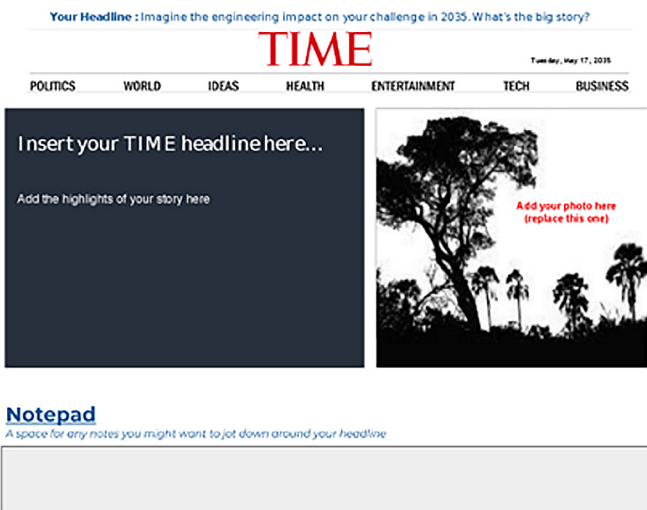 Your Headline : Imagine the engineering impact on your challenge in 2035. What's the big story?
TIME
Tuesday, May 17, 2035
POLITICS WORLD IDEAS HEALTH ENTERTAINMENT TECH BUSINESS
Insert your TIME headline here...
Add the highlights of your story here
Add your photo here
(replace this one)
Notepad
A space for any notes you might want to jot down around your headline